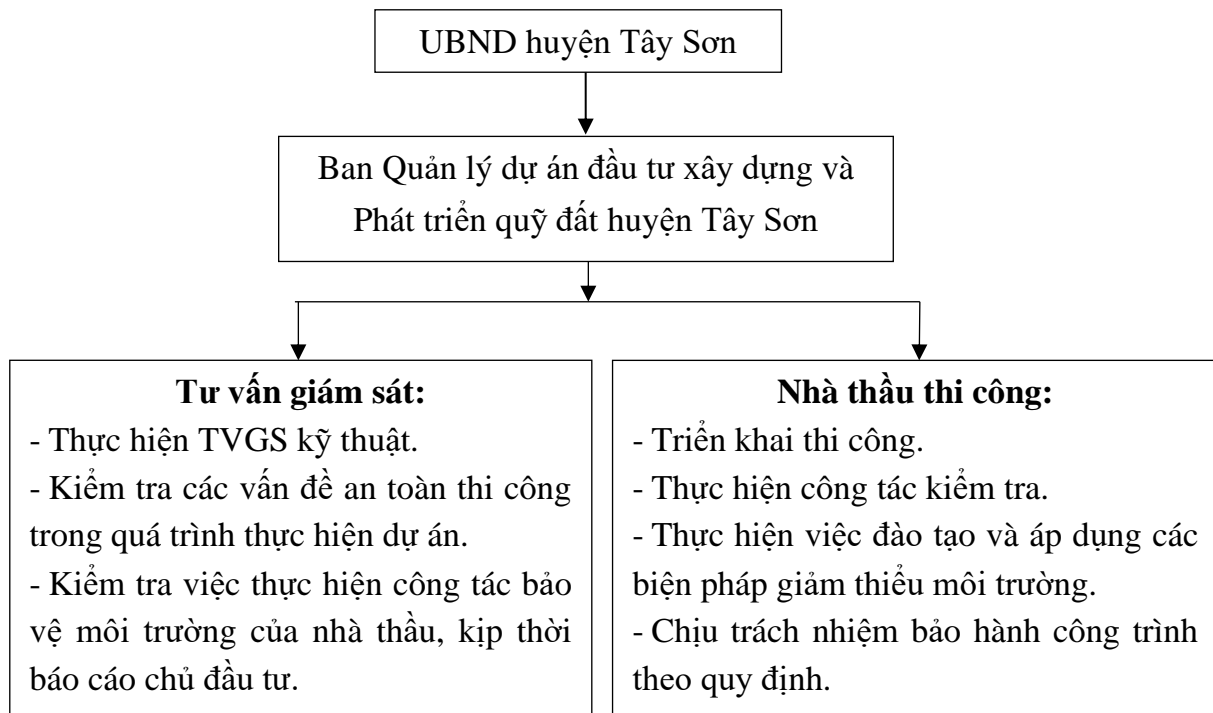 UBND huyện Tây Sơn
Ban Quản lý dự án đầu tư xây dựng và
Phát triển quỹ đất huyện Tây Sơn
Tư vấn giám sát:
- Thực hiện TVGS kỹ thuật.
- Kiểm tra các vấn đề an toàn thi công
trong quá trình thực hiện dự án.
- Kiểm tra việc thực hiện công tác bảo
vệ môi trường của nhà thầu, kịp thời
báo cáo chủ đầu tư.
Nhà thầu thi công:
- Triển khai thi công.
- Thực hiện công tác kiểm tra.
- Thực hiện việc đào tạo và áp dụng các
biện pháp giảm thiểu môi trường.
- Chịu trách nhiệm bảo hành công trình
theo quy định.